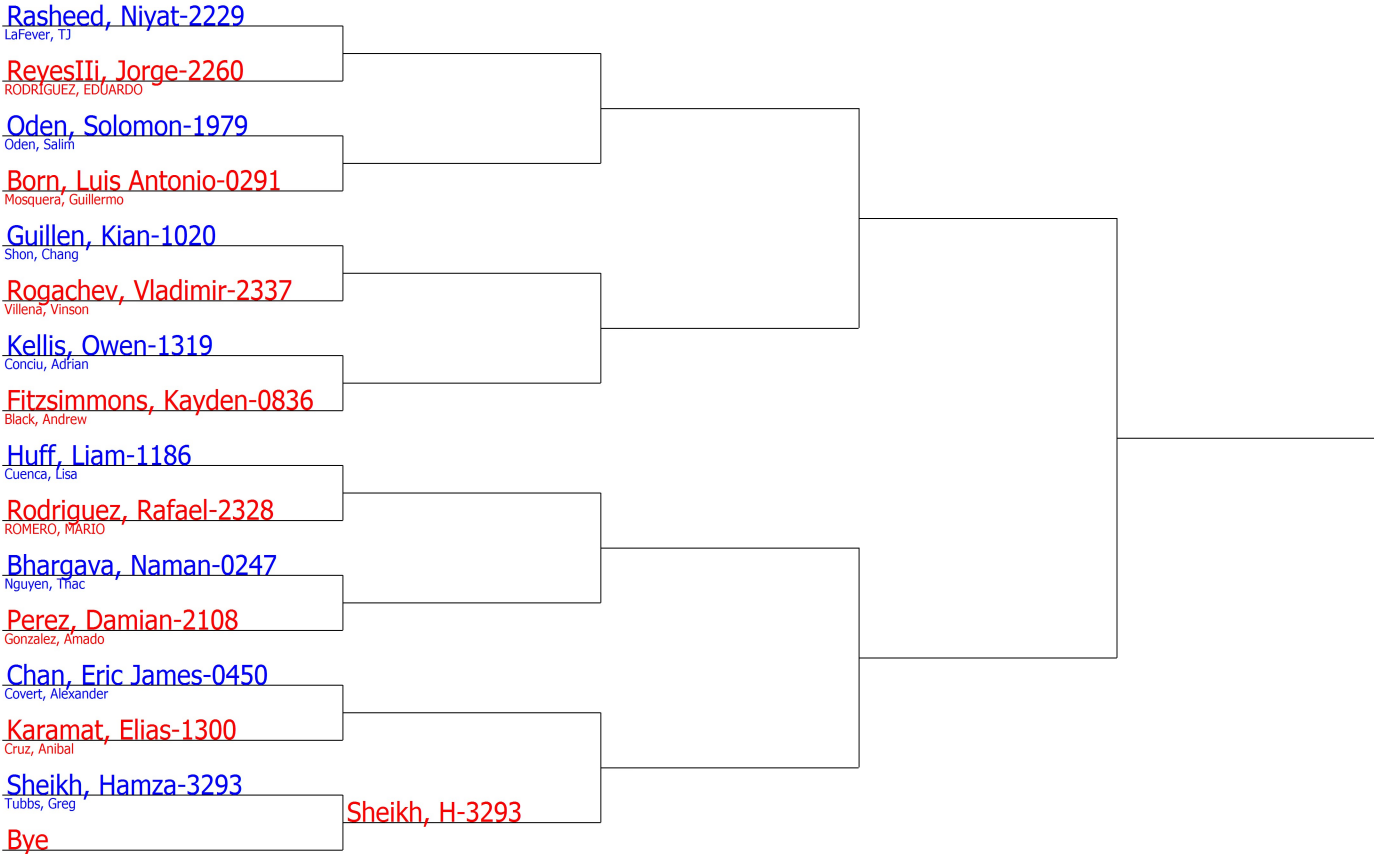 Rasheed, Niyat-2229
LaFever, TJ
ReyesIIi, Jorge-2260
RODRIGUEZ, EDUARDO
Oden, Solomon-1979
Oden, Salim
Born, Luis Antonio-0291
Mosquera, Guillermo
Guillen, Kian-1020
Shon, Chang
Rogachev, Vladimir-2337
Villena, Vinson
Kellis, Owen-1319
Conciu, Adrian
Fitzsimmons, Kayden-0836
Black, Andrew
Huff, Liam-1186
Cuenca, Lisa
Rodriguez, Rafael-2328
ROMERO, MARIO
Bhargava, Naman-0247
Nguyen, Thac
Perez, Damian-2108
Gonzalez, Amado
Chan, Eric James-0450
Covert, Alexander
Karamat, Elias-1300
Cruz, Anibal
Sheikh, Hamza-3293
Tubbs, Greg
Sheikh, H-3293
Bye